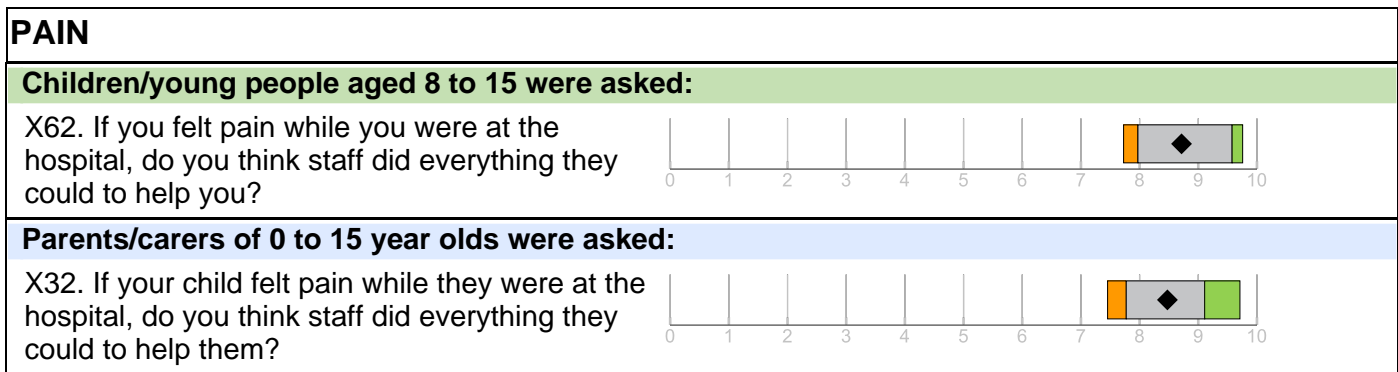 PAIN
Children/young people aged 8 to 15 were asked:
X62. If you felt pain while you were at the
hospital, do you think staff did everything they
could to help you?
0 1 2 3 4 5 6 7 8 9 10
Parents/carers of 0 to 15 year olds were asked:
X32. If your child felt pain while they were at the
hospital, do you think staff did everything they
could to help them?
0 1 2 3 4 5 6 7 8 9 10